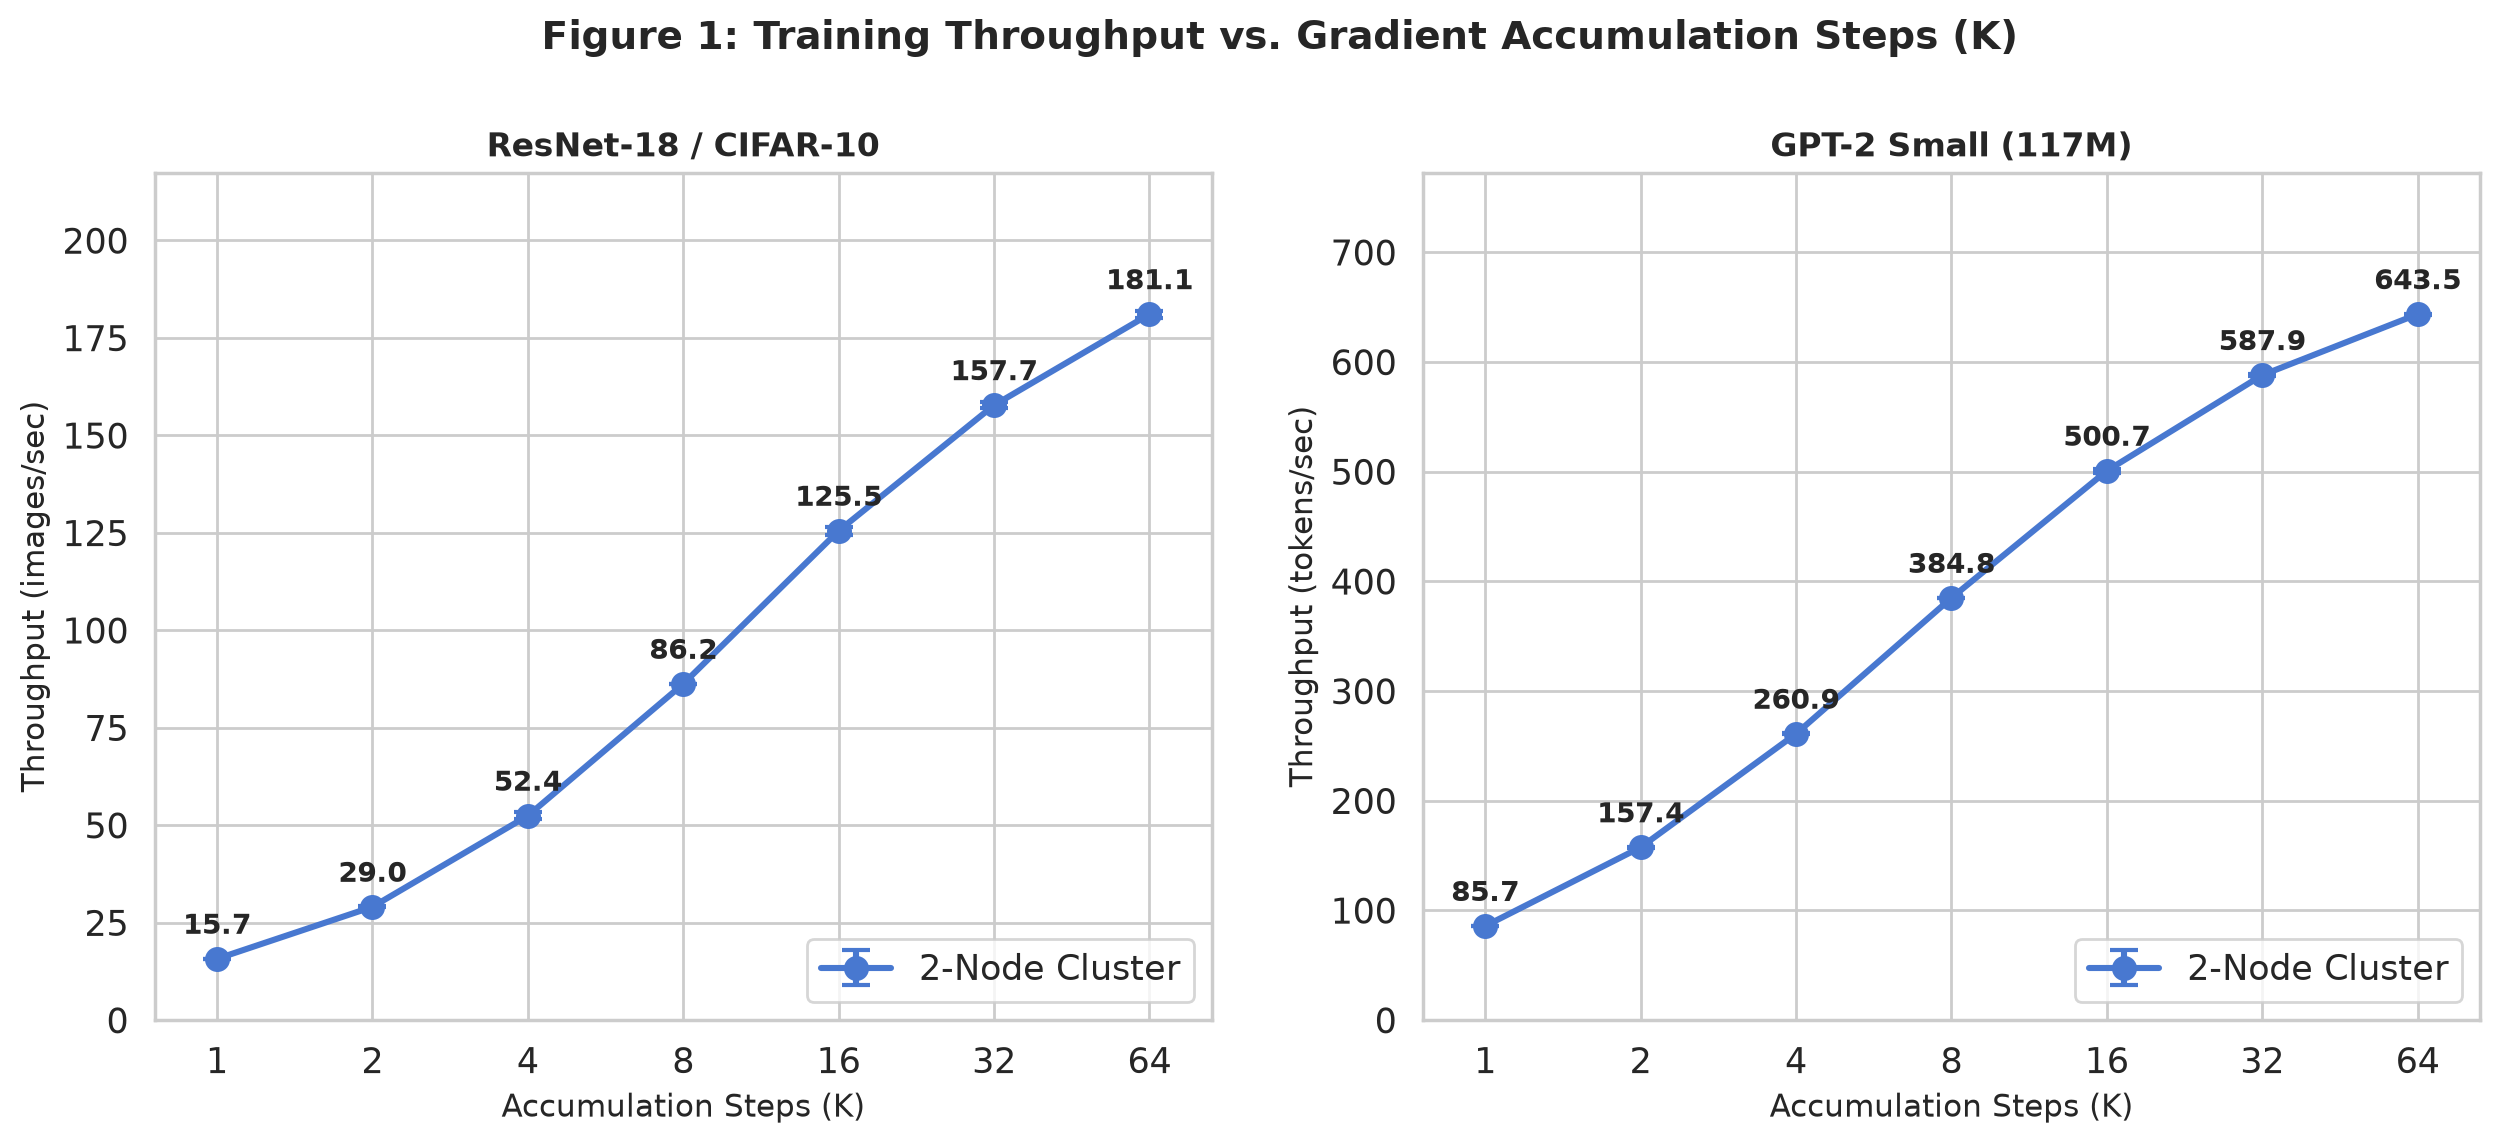 Figure 1: Training Throughput vs. Gradient Accumulation Steps (K)
ResNet-18 / CIFAR-10
Throughput (images/sec)
200
175
150
125
100
75
50
25
0
15.7
29.0
52.4
86.2
125.5
157.7
181.1
2-Node Cluster
1 2 4 8 16 32 64
Accumulation Steps (K)
GPT-2 Small (117M)
Throughput (tokens/sec)
700
600
500
400
300
200
100
0
85.7
157.4
260.9
384.8
500.7
587.9
643.5
2-Node Cluster
1 2 4 8 16 32 64
Accumulation Steps (K)